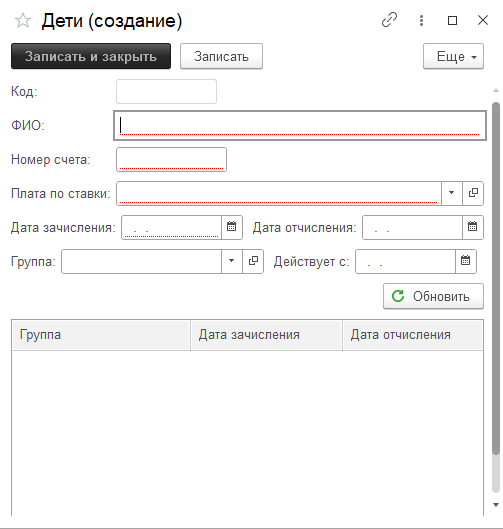 Дети (создание)
Записать и закрыть Записать Еще
Код:
ФИО:
Номер счета:
Плата по ставки:
Дата зачисления: . . Дата отчисления: . .
Группа: Действует с: . .
Обновить
Группа Дата зачисления Дата отчисления